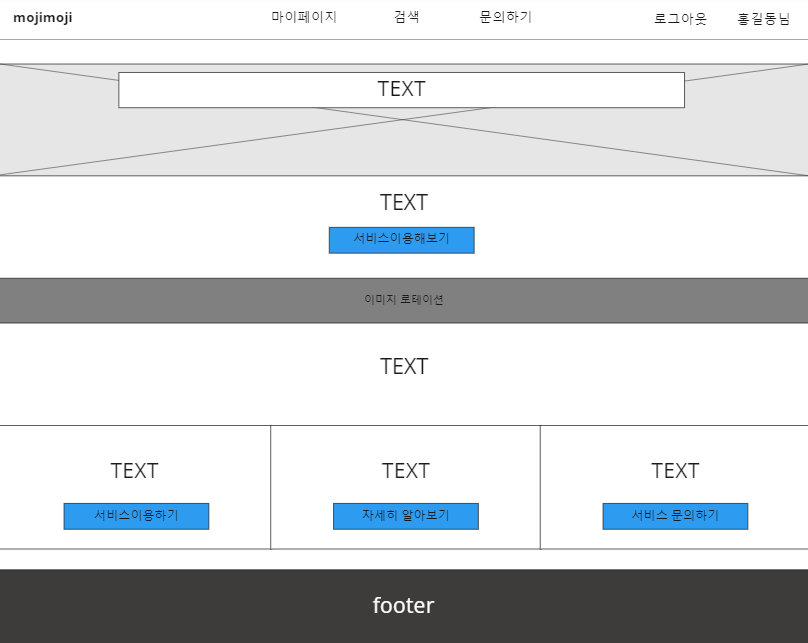 mojimoji
마이페이지
검색
문의하기
로그아웃
홍길동님
TEXT
TEXT
서비스이용해보기
이미지 로테이션
TEXT
TEXT
TEXT
TEXT
서비스이용하기
자세히 알아보기
서비스 문의하기
footer